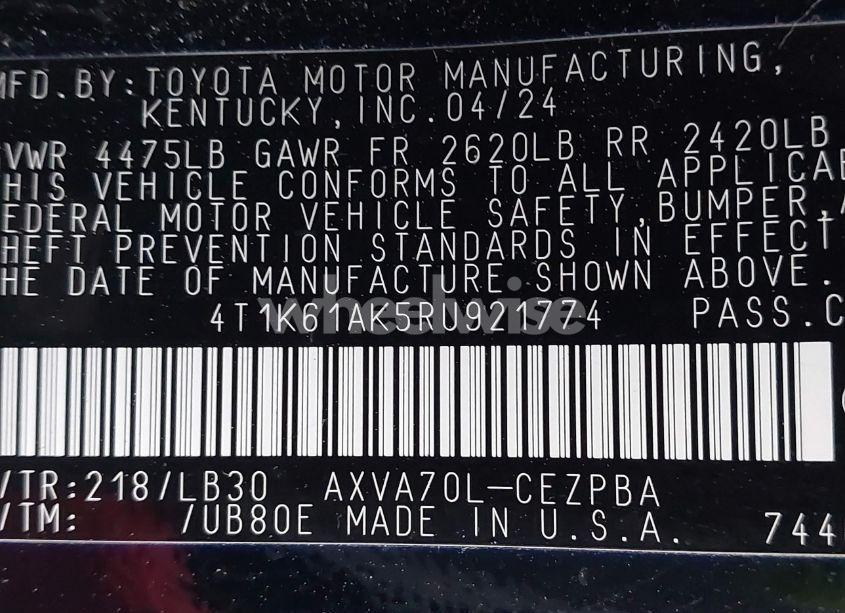 MFD.BY:TOYOTA MOTOR MANUFACTURING,
KENTUCKY,INC.04/24
VWR 4475LB GAWR FR 2620LB RR 2420LB
HIS VEHICLE CONFORMS TO ALL APPLICAB
EDERAL MOTOR VEHICLE SAFETY,BUMPER,A
HEFT PREVENTION STANDARDS IN EFFECT
HE DATE OF MANUFACTURE SHOWN ABOVE.
4T1K61AK5RU921774 PASS.C
wheelwise
/TR:218/LB30 AXVA70L-CEZPBA
/TM: /UB80E MADE IN U.S.A. 744